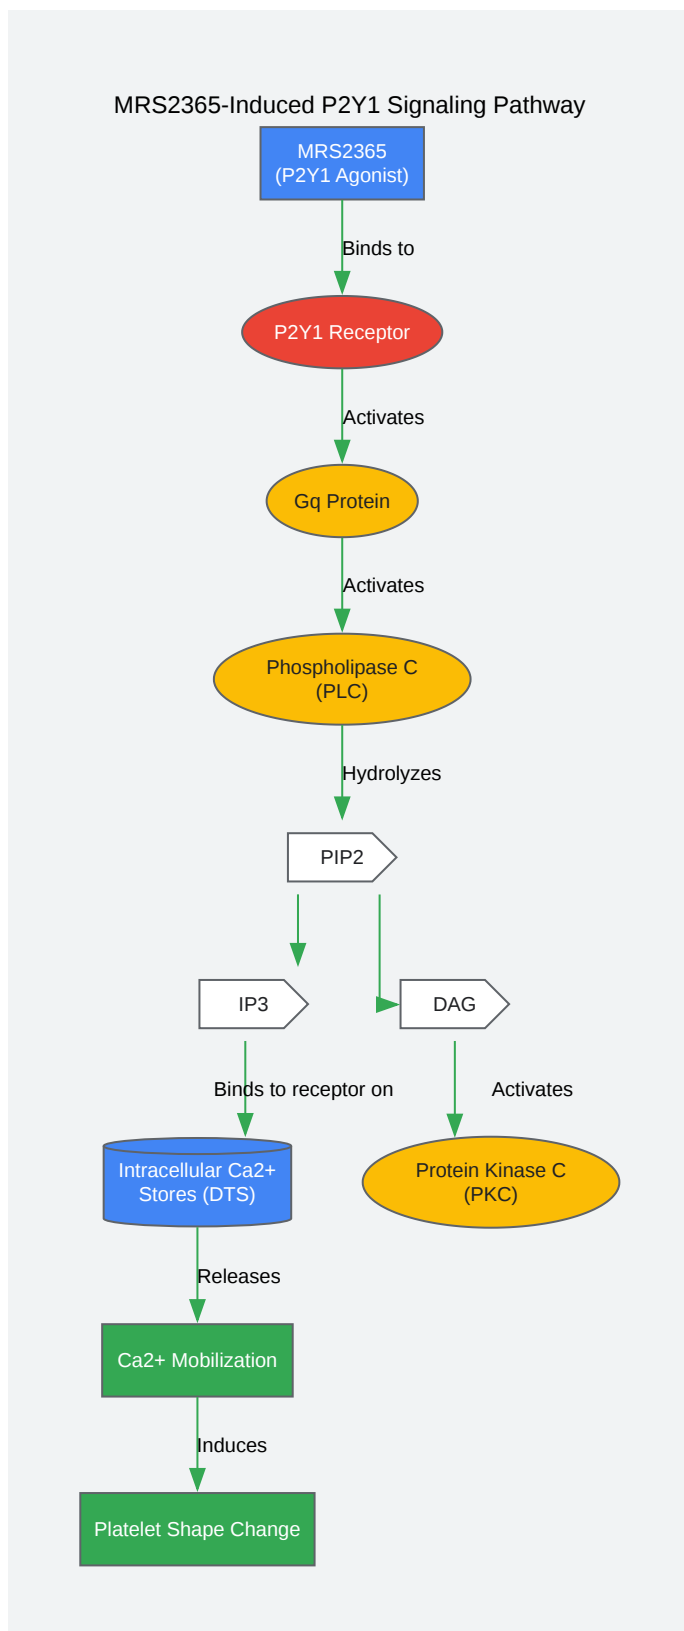 MRS2365-Induced P2Y1 Signaling Pathway
MRS2365
(P2Y1 Agonist)
Binds to
P2Y1 Receptor
Activates
Gq Protein
Activates
Phospholipase C
(PLC)
Hydrolyzes
PIP2
IP3
DAG
Binds to receptor on
Activates
Intracellular Ca2+
Stores (DTS)
Protein Kinase C
(PKC)
Releases
Ca2+ Mobilization
Induces
Platelet Shape Change